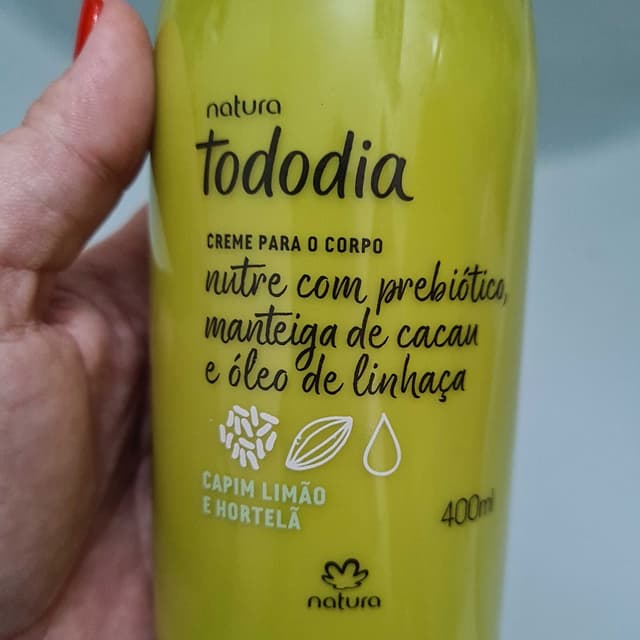 natura
tododia
CREME PARA O CORPO
nutre com prebiótico,
manteiga de cacau
e óleo de linhaça
CAPIM LIMÃO
E HORTELÃ
400ml
natura